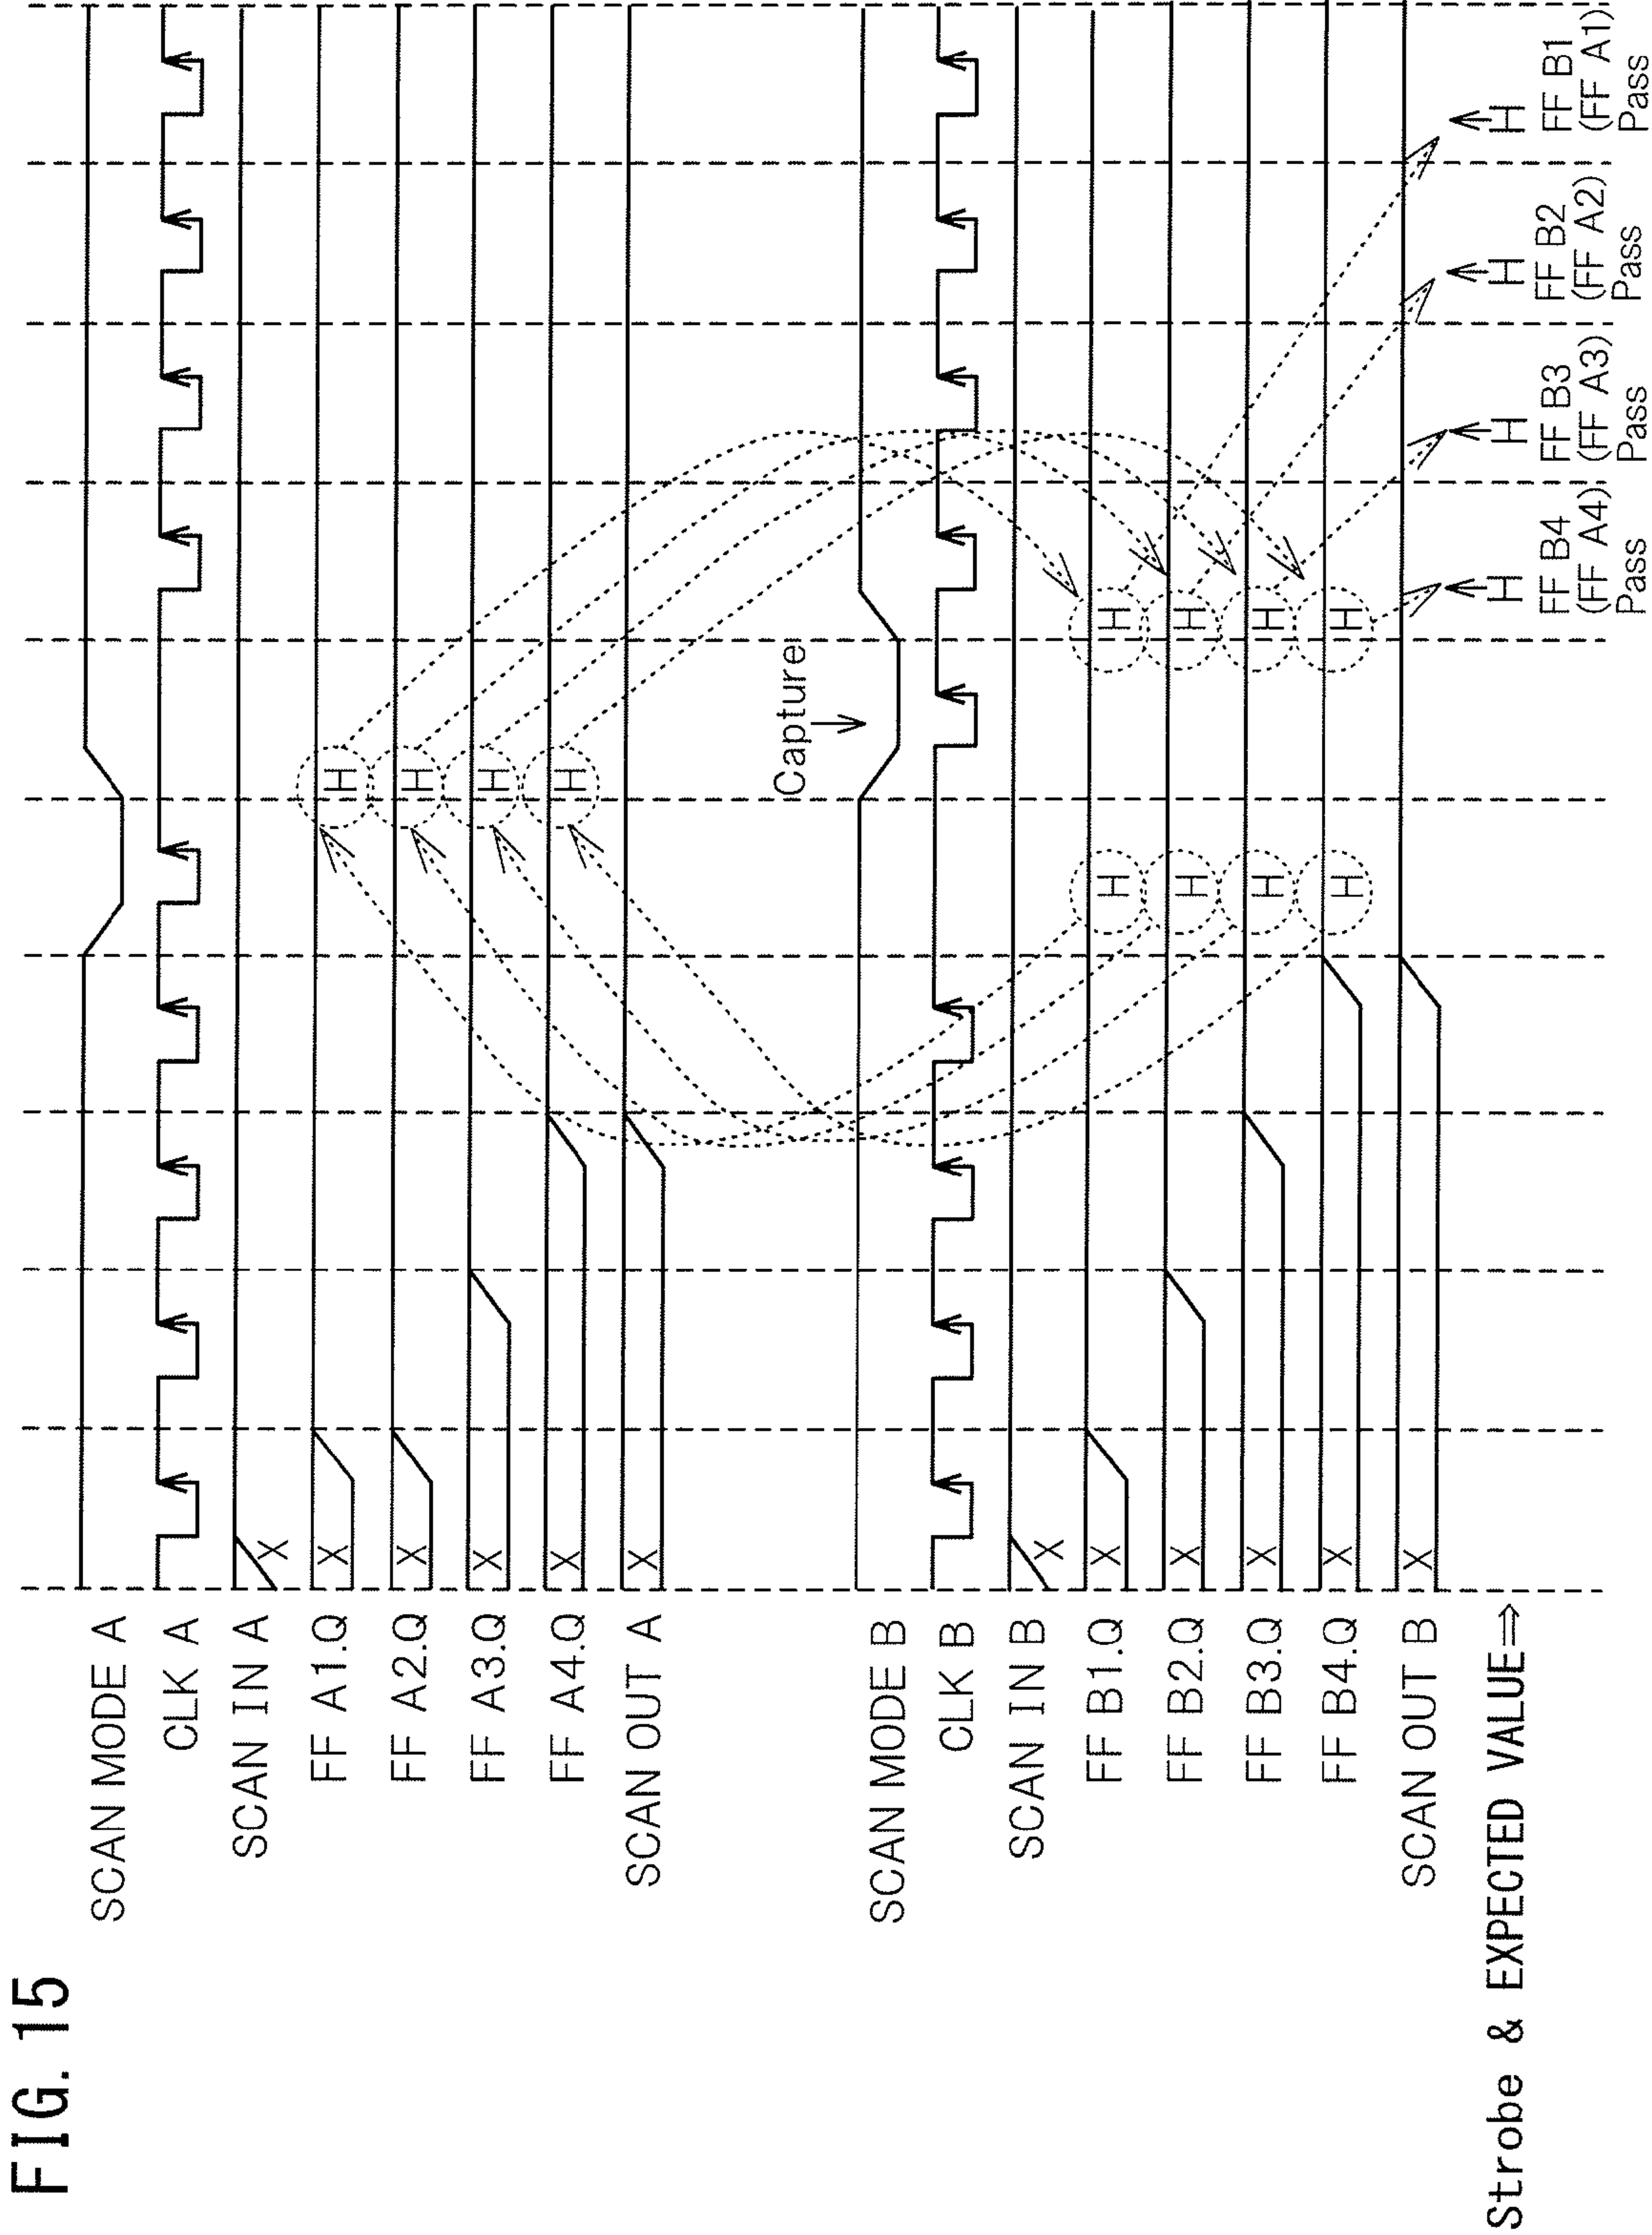 FIG. 15
SCAN MODE A
CLK A
SCAN IN A
X
FF A1.Q
X
H
FF A2.Q
X
H
FF A3.Q
X
H
FF A4.Q
X
H
SCAN OUT A
X
Capture
SCAN MODE B
CLK B
SCAN IN B
X
FF B1.Q
X
H
H
FF B2.Q
X
H
H
FF B3.Q
X
H
H
FF B4.Q
X
H
H
SCAN OUT B
X
Strobe & EXPECTED VALUE⇒
H
H
H
H
FF B4
(FF A4)
Pass
FF B3
(FF A3)
Pass
FF B2
(FF A2)
Pass
FF B1
(FF A1)
Pass